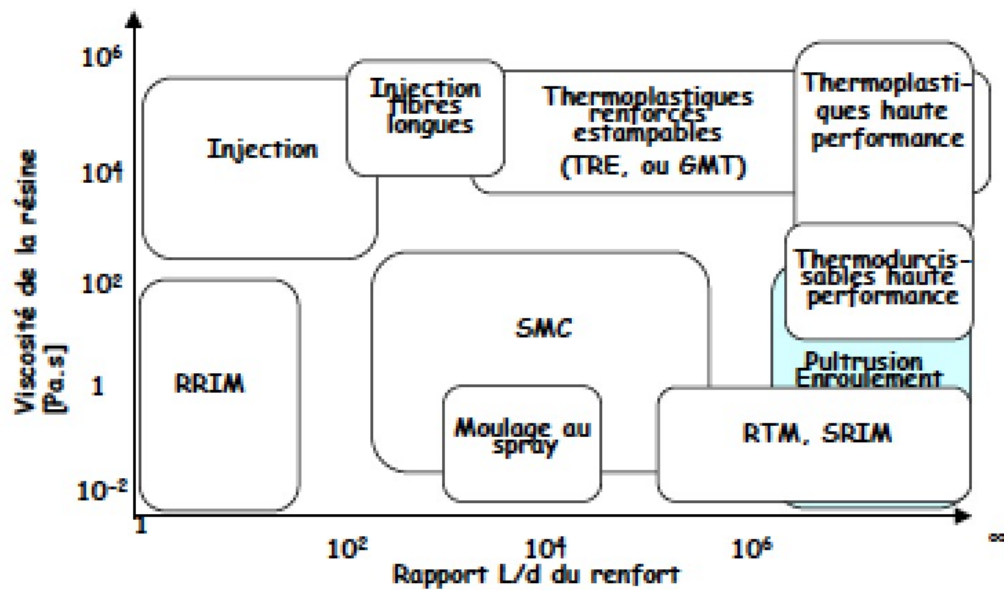 10⁶
10⁴
10²
1
10⁻²
Viscosité de la résine
[Pa.s]
Injection
Injection
fibres
longues
Thermoplastiques
renforcés
estampables
(TRE, ou GMT)
Thermoplasti-
ques haute
performance
Thermodurcis-
sables haute
performance
RRIM
SMC
Pultrusion
Enroulement
Moulage au
spray
RTM, SRIM
1
10²
10⁴
10⁶
∞
Rapport L/d du renfort